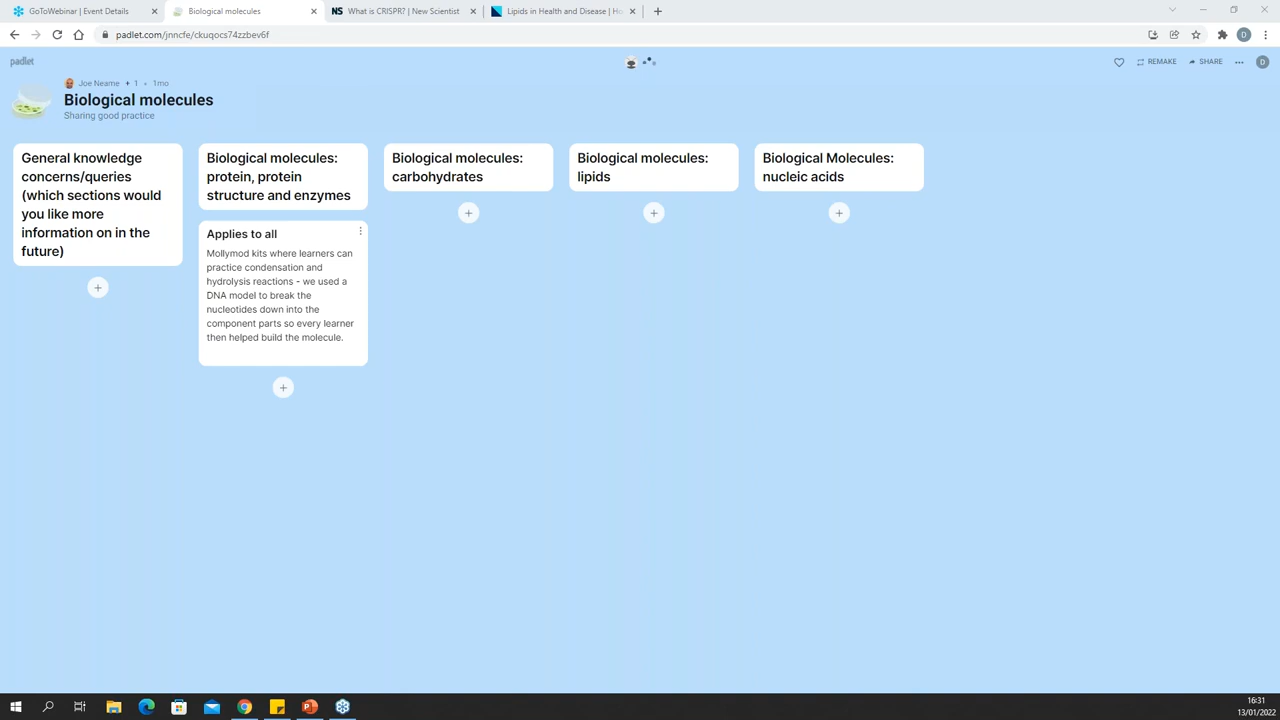 GoToWebinar | Event Details
Biological molecules
NS What is CRISPR? | New Scientist
Lipids in Health and Disease | Ho
padlet.com/jnncfe/ckuqocs74zzbev6f
D
padlet
REMAKE
SHARE
D
Joe Neame + 1 • 1mo
Biological molecules
Sharing good practice
General knowledge
concerns/queries
(which sections would
you like more
information on in the
future)
Biological molecules:
protein, protein
structure and enzymes
Applies to all
Mollymod kits where learners can
practice condensation and
hydrolysis reactions - we used a
DNA model to break the
nucleotides down into the
component parts so every learner
then helped build the molecule.
Biological molecules:
carbohydrates
Biological molecules:
lipids
Biological Molecules:
nucleic acids
16:31
13/01/2022